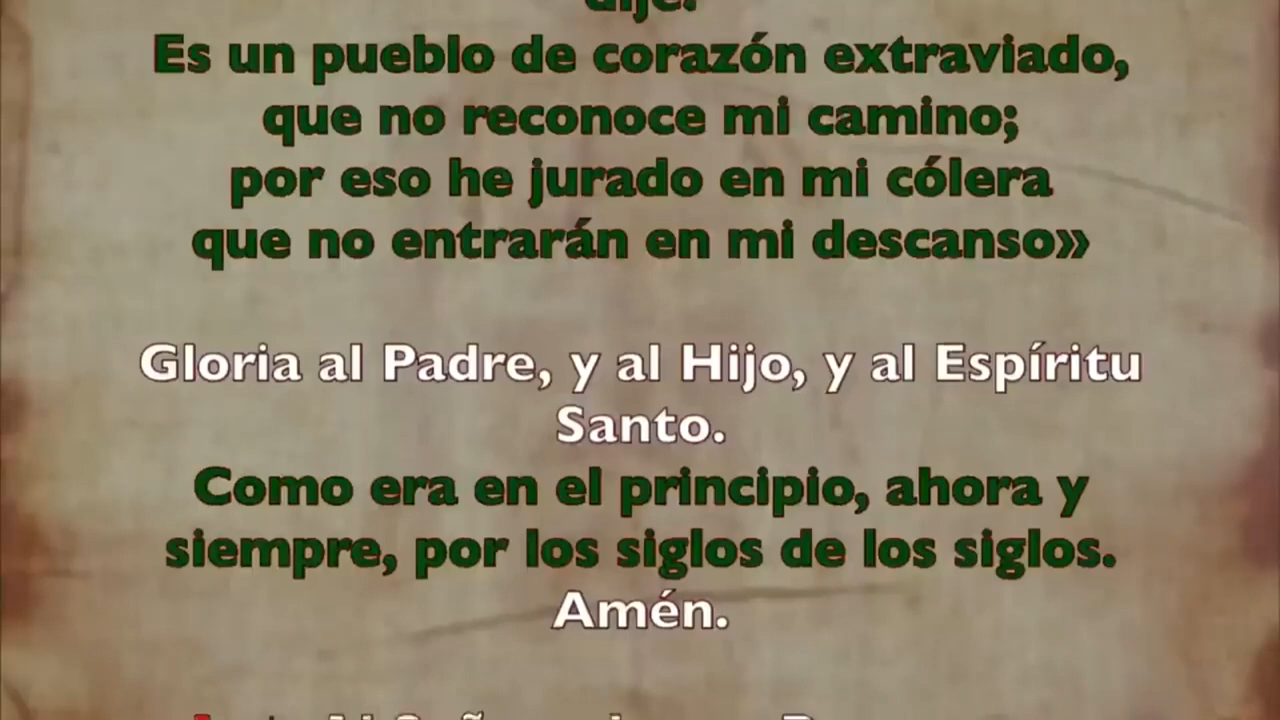 dije:
Es un pueblo de corazón extraviado,
que no reconoce mi camino;
por eso he jurado en mi cólera
que no entrarán en mi descanso»
Gloria al Padre, y al Hijo, y al Espíritu
Santo.
Como era en el principio, ahora y
siempre, por los siglos de los siglos.
Amén.